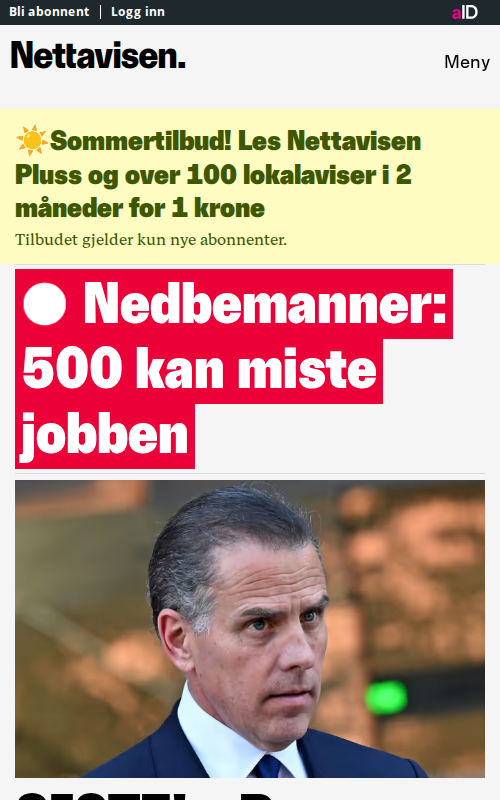 Bli abonnent | Logg inn
aID
Nettavisen.
Meny
☀️Sommertilbud! Les Nettavisen
Pluss og over 100 lokalaviser i 2
måneder for 1 krone
Tilbudet gjelder kun nye abonnenter.
Nedbemanner:
500 kan miste
jobben